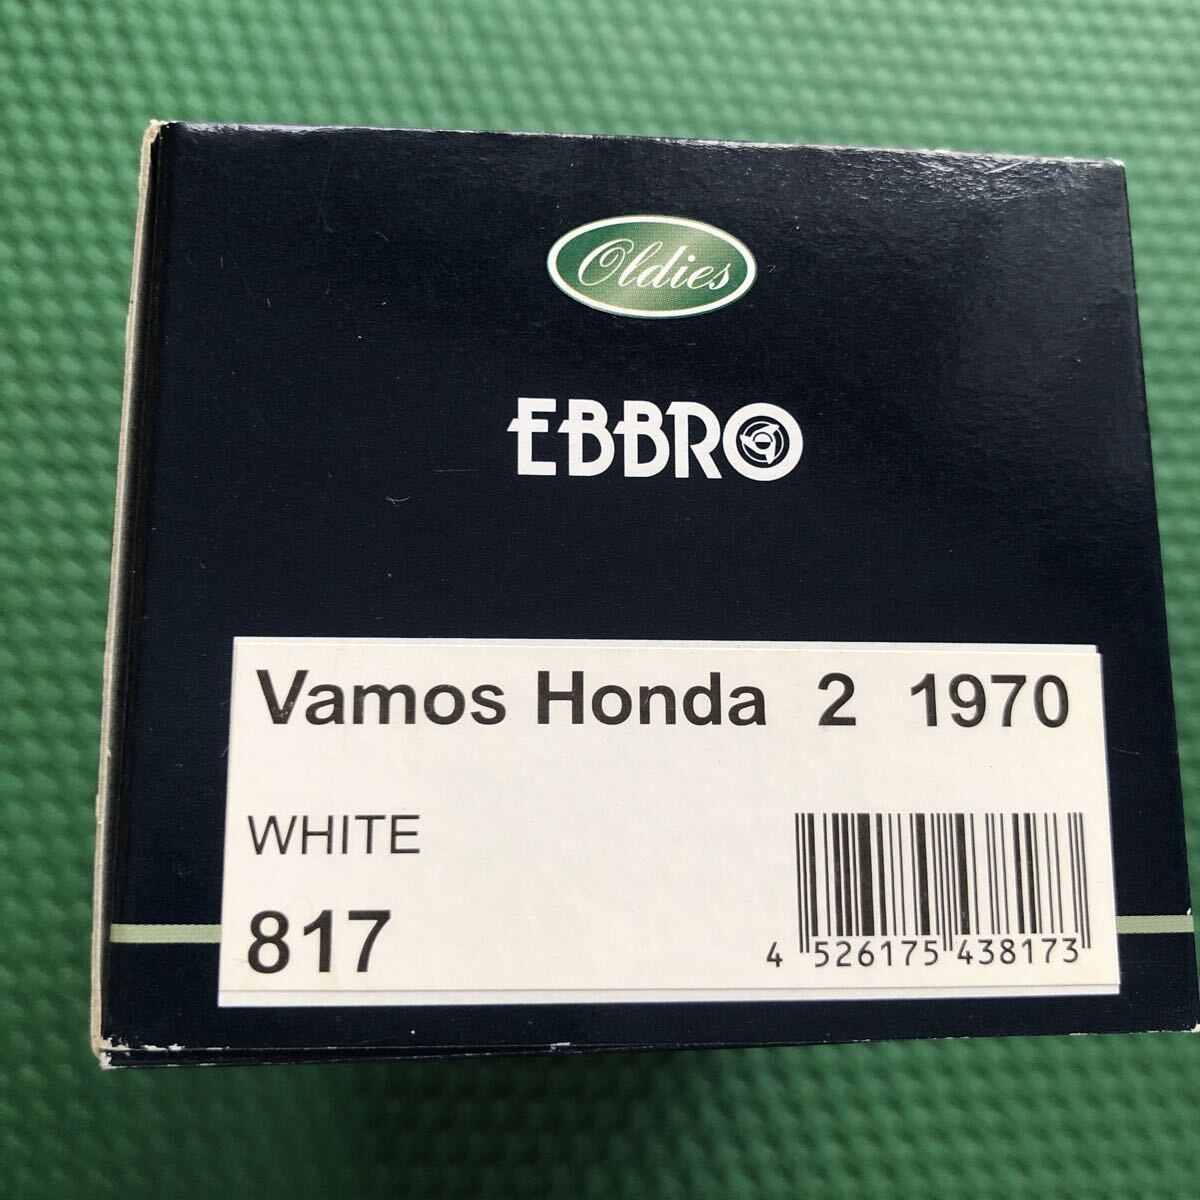 Oldies
EBBRO
Vamos Honda 2 1970
WHITE
817
4 526175 438173